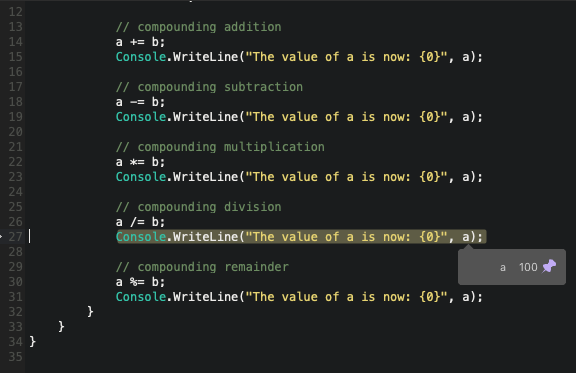 12
13 // compounding addition
14 a += b;
15 Console.WriteLine("The value of a is now: {0}", a);
16
17 // compounding subtraction
18 a -= b;
19 Console.WriteLine("The value of a is now: {0}", a);
20
21 // compounding multiplication
22 a *= b;
23 Console.WriteLine("The value of a is now: {0}", a);
24
25 // compounding division
26 a /= b;
27 Console.WriteLine("The value of a is now: {0}", a);
28
a 100
29 // compounding remainder
30 a %= b;
31 Console.WriteLine("The value of a is now: {0}", a);
32 }
33 }
34 }
35